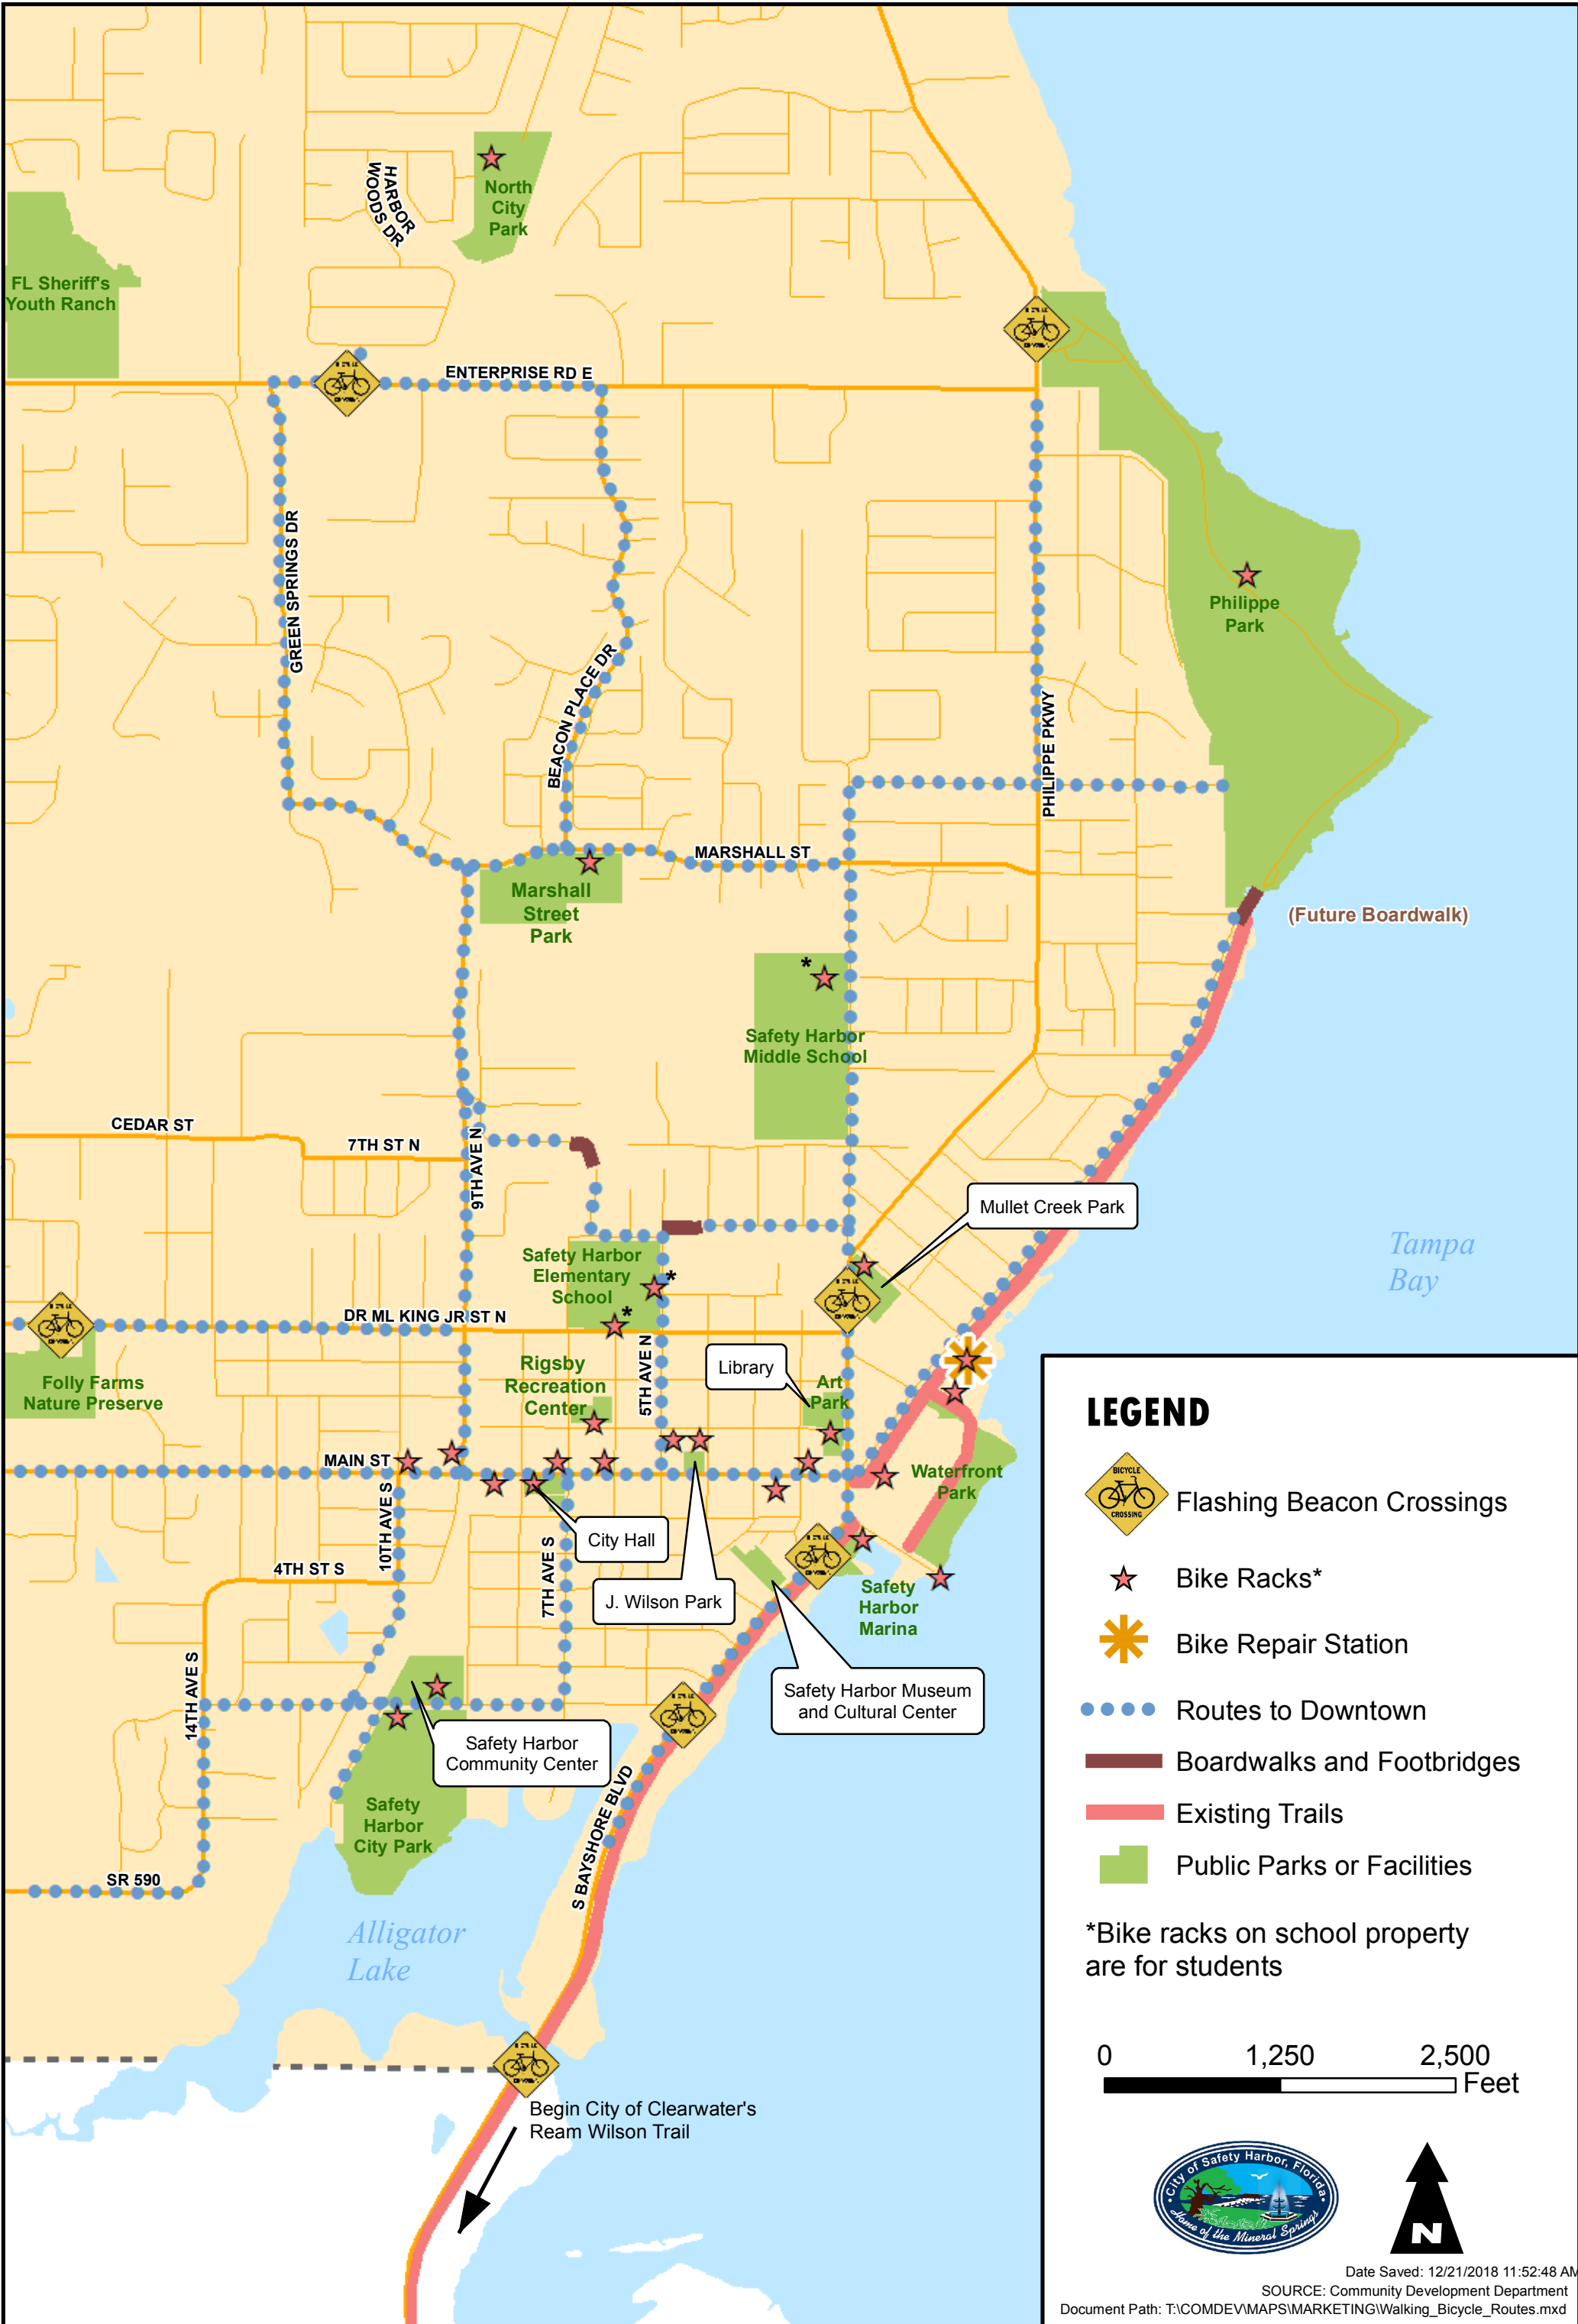 HARBOR
WOODS DR
North
City
Park
FL Sheriff's
Youth Ranch
ENTERPRISE RD E
GREEN SPRINGS DR
BEACON PLACE DR
PHILIPPE PKWY
Philippe
Park
MARSHALL ST
Marshall
Street
Park
(Future Boardwalk)
*
Safety Harbor
Middle School
CEDAR ST
7TH ST N
9TH AVE N
Mullet Creek Park
Tampa
Bay
Safety Harbor
Elementary
School
*
*
DR ML KING JR ST N
Folly Farms
Nature Preserve
Rigsby
Recreation
Center
5TH AVE N
Library
Art
Park
MAIN ST
Waterfront
Park
10TH AVE S
City Hall
7TH AVE S
J. Wilson Park
4TH ST S
Safety
Harbor
Marina
14TH AVE S
Safety Harbor Museum
and Cultural Center
Safety Harbor
Community Center
Safety
Harbor
City Park
S BAYSHORE BLVD
SR 590
Alligator
Lake
Begin City of Clearwater's
Ream Wilson Trail
LEGEND
BICYCLE
CROSSING
Flashing Beacon Crossings
Bike Racks*
Bike Repair Station
Routes to Downtown
Boardwalks and Footbridges
Existing Trails
Public Parks or Facilities
*Bike racks on school property
are for students
0 1,250 2,500
Feet
City of Safety Harbor, Florida
Home of the Mineral Springs
N
Date Saved: 12/21/2018 11:52:48 AM
SOURCE: Community Development Department
Document Path: T:\COMDEV\MAPS\MARKETING\Walking_Bicycle_Routes.mxd